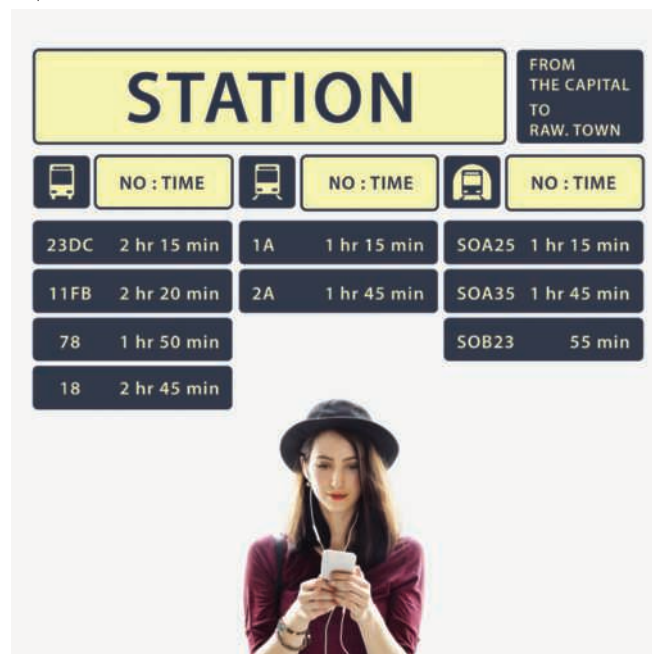 STATION
FROM
THE CAPITAL
TO
RAW. TOWN
NO : TIME
NO : TIME
NO : TIME
23DC 2 hr 15 min
1A 1 hr 15 min
SOA25 1 hr 15 min
11FB 2 hr 20 min
2A 1 hr 45 min
SOA35 1 hr 45 min
78 1 hr 50 min
SOB23 55 min
18 2 hr 45 min